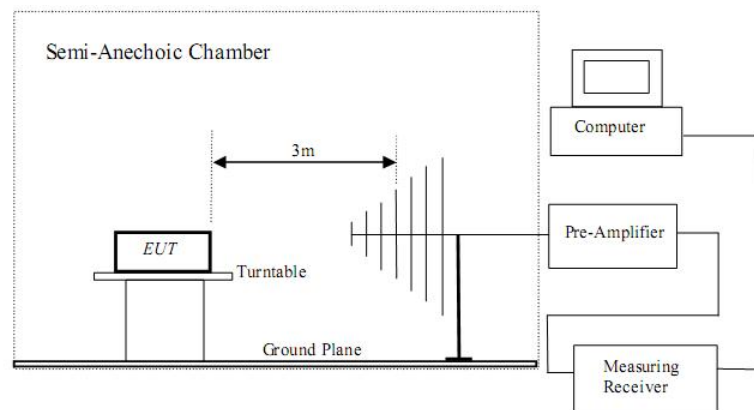 Semi-Anechoic Chamber
3m
Computer
EUT
Turntable
Pre-Amplifier
Ground Plane
Measuring
Receiver